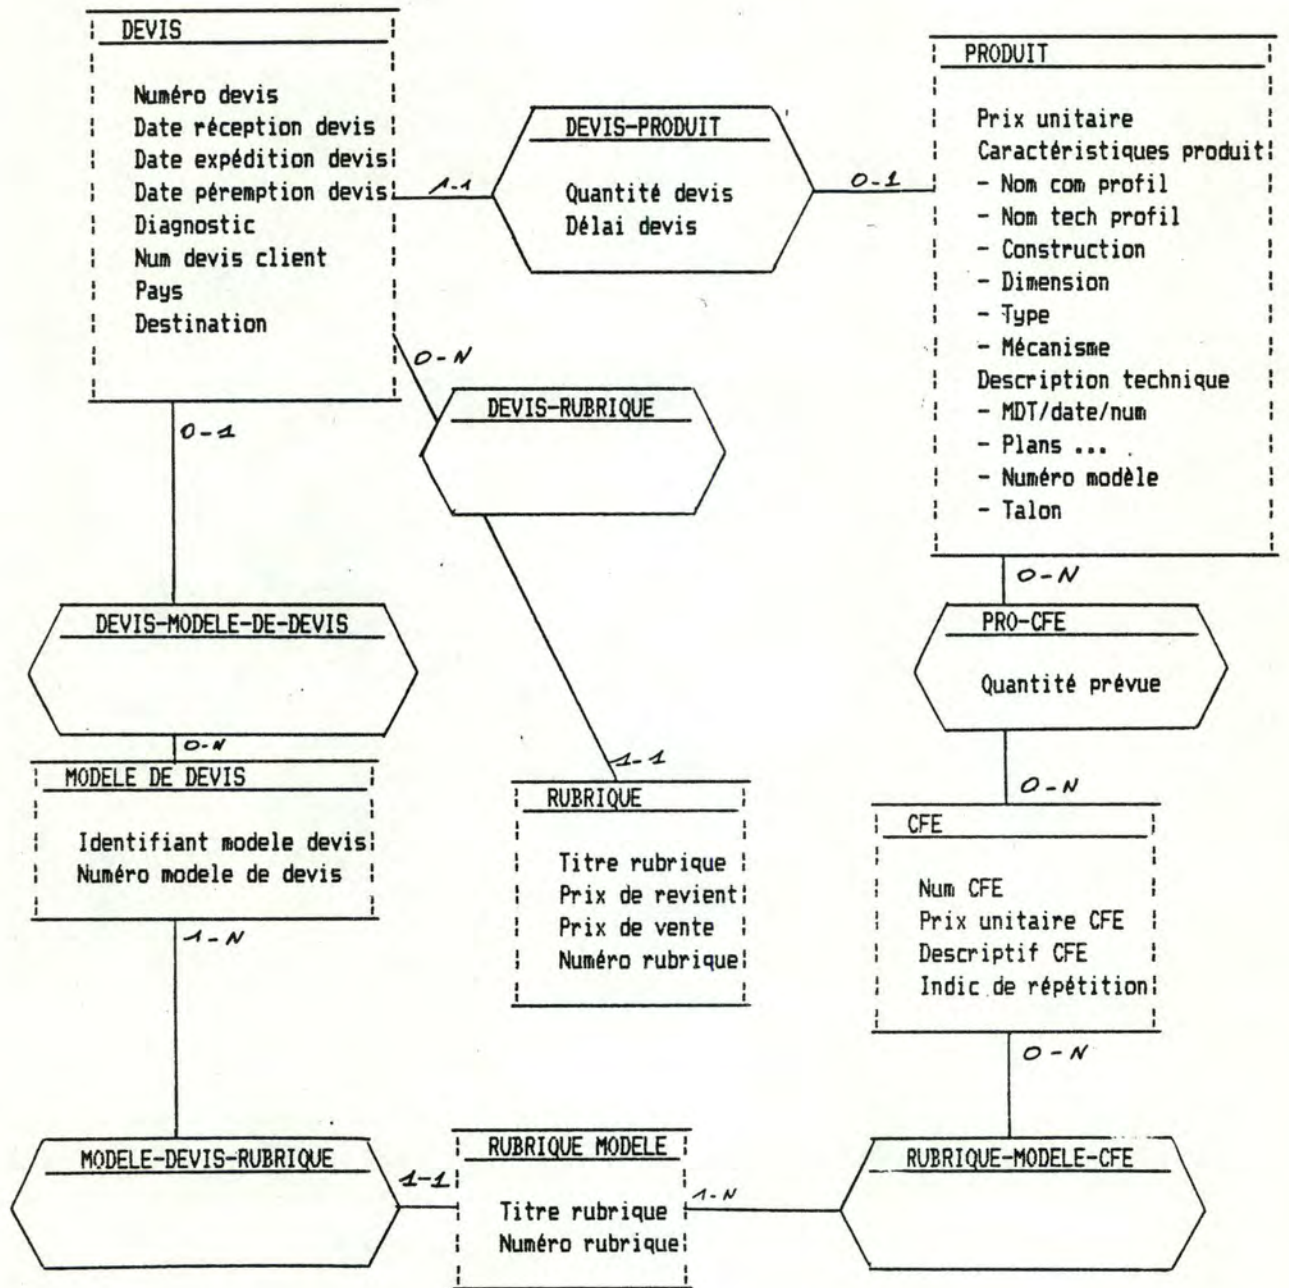 DEVIS
Numéro devis
Date réception devis
Date expédition devis
Date péremption devis
Diagnostic
Num devis client
Pays
Destination
1-1
DEVIS-PRODUIT
Quantité devis
Délai devis
0-1
PRODUIT
Prix unitaire
Caractéristiques produit
- Nom com profil
- Nom tech profil
- Construction
- Dimension
- Type
- Mécanisme
Description technique
- MDT/date/num
- Plans ...
- Numéro modèle
- Talon
0-N
DEVIS-RUBRIQUE
0-1
0-N
DEVIS-MODELE-DE-DEVIS
PRO-CFE
Quantité prévue
0-N
MODELE DE DEVIS
Identifiant modele devis
Numéro modele de devis
1-1
RUBRIQUE
Titre rubrique
Prix de revient
Prix de vente
Numéro rubrique
0-N
CFE
Num CFE
Prix unitaire CFE
Descriptif CFE
Indic de répétition
1-N
0-N
MODELE-DEVIS-RUBRIQUE
1-1
RUBRIQUE MODELE
Titre rubrique
Numéro rubrique
1-N
RUBRIQUE-MODELE-CFE